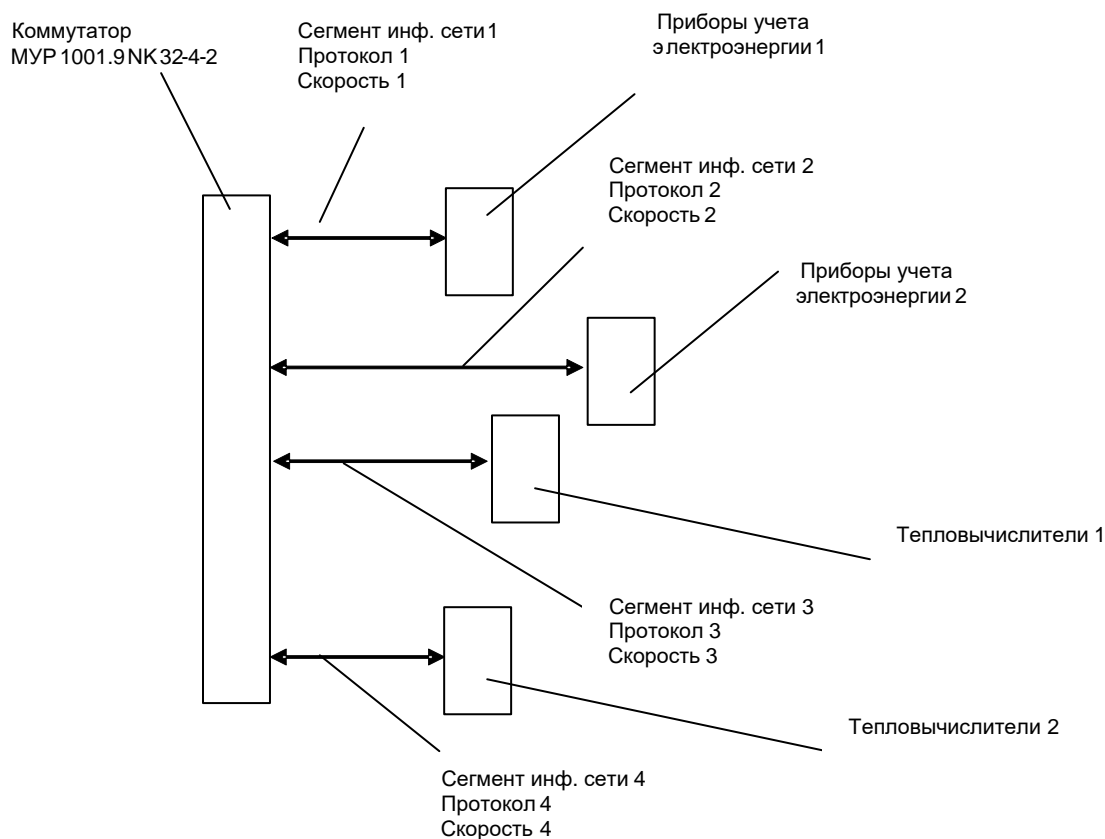 Коммутатор
МУР 1001.9 NK 32-4-2
Сегмент инф. сети 1
Протокол 1
Скорость 1
Приборы учета
электроэнергии 1
Сегмент инф. сети 2
Протокол 2
Скорость 2
Приборы учета
электроэнергии 2
Тепловычислители 1
Сегмент инф. сети 3
Протокол 3
Скорость 3
Тепловычислители 2
Сегмент инф. сети 4
Протокол 4
Скорость 4